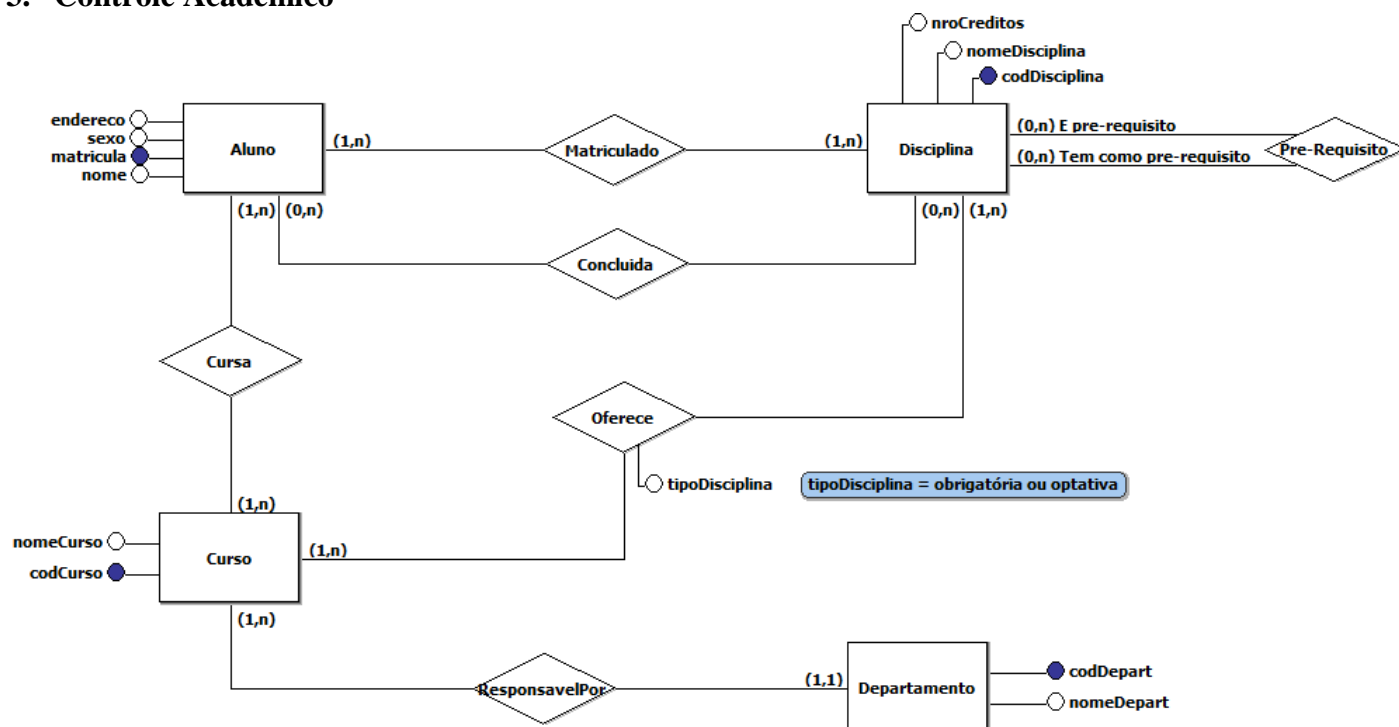 3. Controle Acadêmico
nroCreditos
nomeDisciplina
codDisciplina
endereco
sexo
matricula
nome
Aluno
(1,n)
Matriculado
(1,n)
Disciplina
(0,n) E pre-requisito
(0,n) Tem como pre-requisito
Pre-Requisito
(1,n) (0,n)
(0,n) (1,n)
Concluida
Cursa
Oferece
tipoDisciplina
tipoDisciplina = obrigatória ou optativa
(1,n)
nomeCurso
codCurso
Curso
(1,n)
(1,n)
ResponsavelPor
(1,1)
Departamento
codDepart
nomeDepart